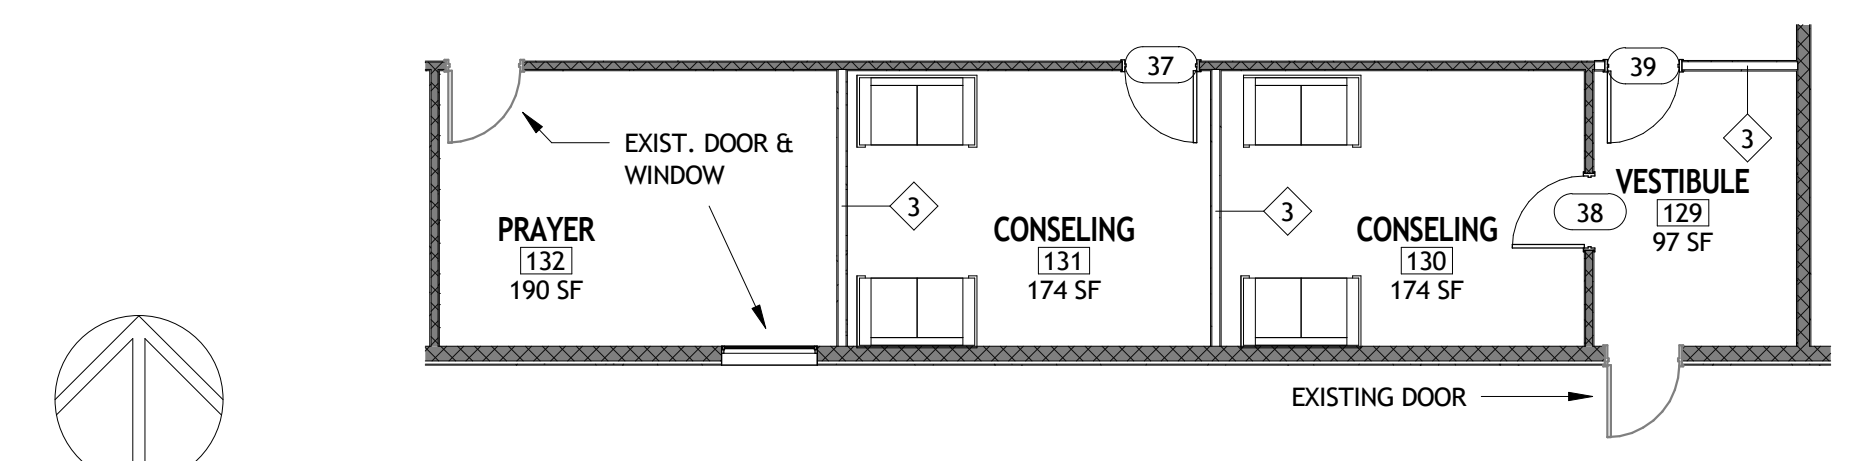 37
39
EXIST. DOOR &
WINDOW
3
VESTIBULE
129
97 SF
3
3
38
PRAYER
132
190 SF
CONSELING
131
174 SF
CONSELING
130
174 SF
EXISTING DOOR